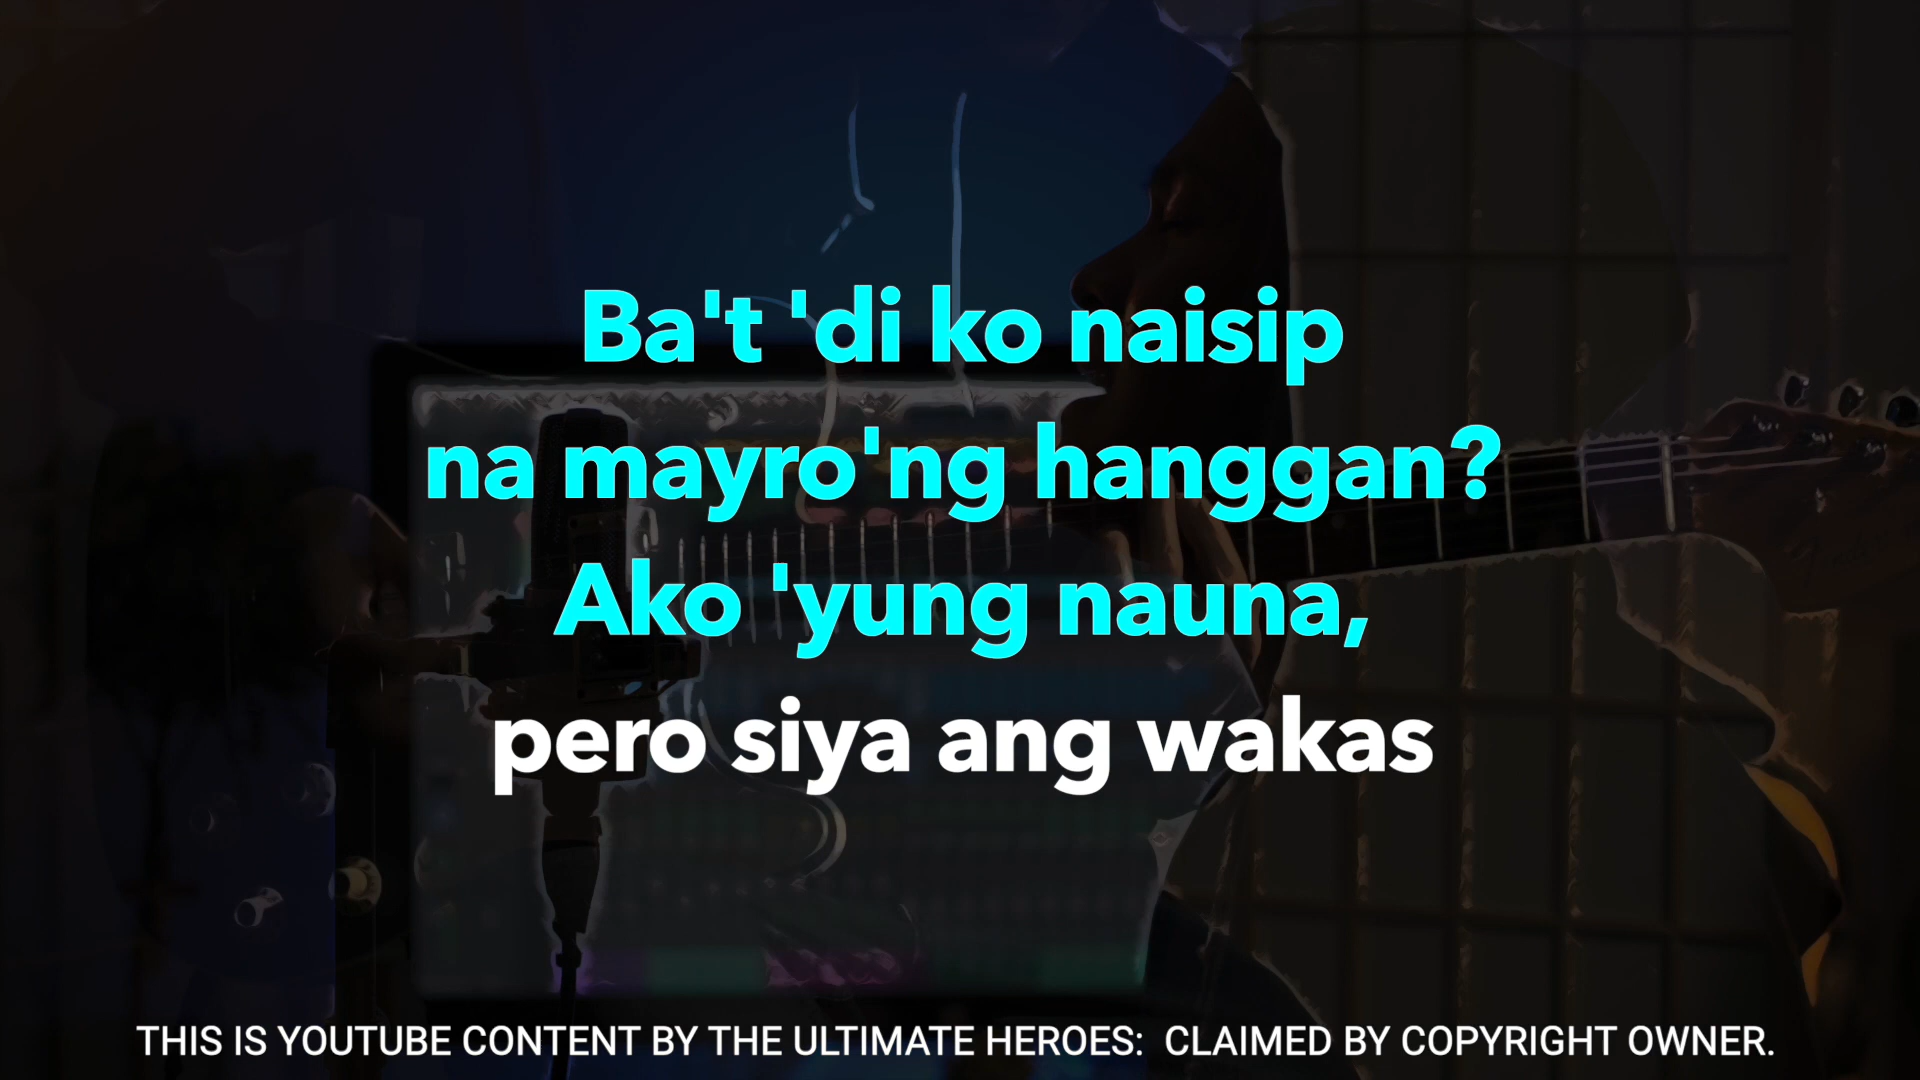 Ba't 'di ko naisip
na mayro'ng hanggan?
Ako 'yung nauna,
pero siya ang wakas
THIS IS YOUTUBE CONTENT BY THE ULTIMATE HEROES: CLAIMED BY COPYRIGHT OWNER.